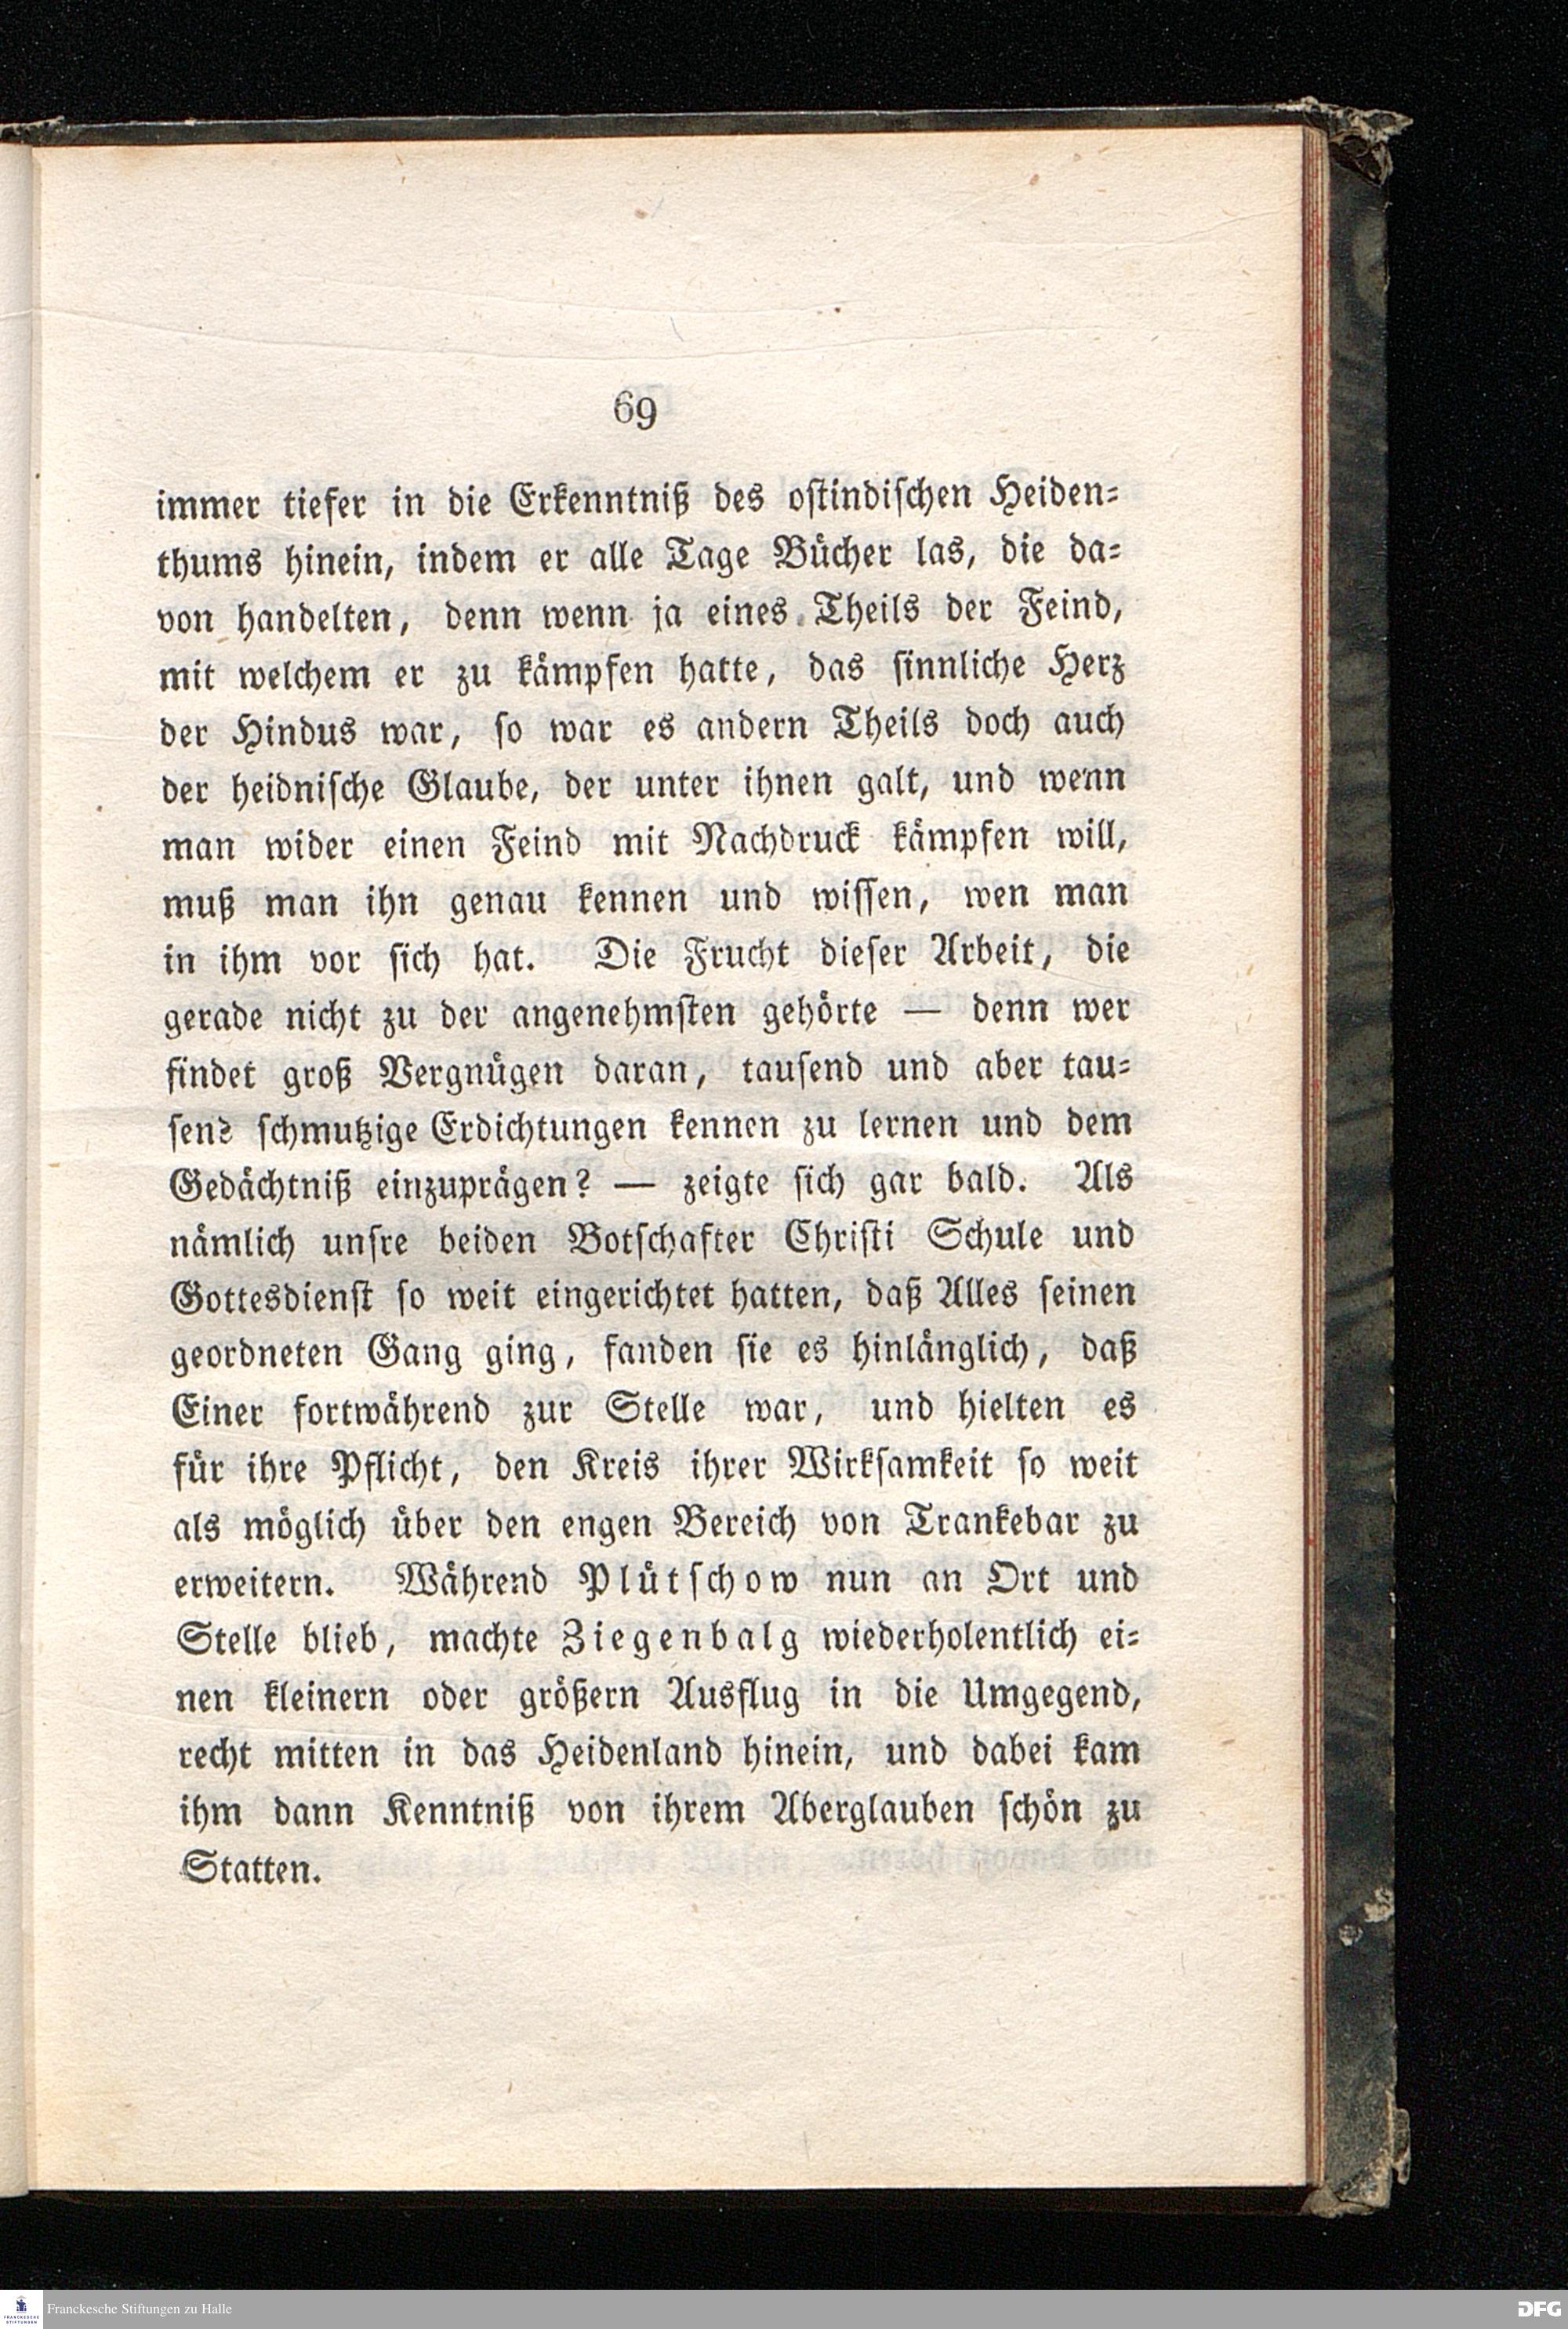 69
immer tiefer in die Erkenntniß des ostindischen Heiden-
thums hinein, indem er alle Tage Bücher las, die da-
von handelten, denn wenn ja eines Theils der Feind,
mit welchem er zu kämpfen hatte, das sinnliche Herz
der Hindus war, so war es andern Theils doch auch
der heidnische Glaube, der unter ihnen galt, und wenn
man wider einen Feind mit Nachdruck kämpfen will,
muß man ihn genau kennen und wissen, wen man
in ihm vor sich hat. Die Frucht dieser Arbeit, die
gerade nicht zu der angenehmsten gehörte — denn wer
findet groß Vergnügen daran, tausend und aber tau-
send schmutzige Erdichtungen kennen zu lernen und dem
Gedächtniß einzuprägen? — zeigte sich gar bald. Als
nämlich unsre beiden Botschafter Christi Schule und
Gottesdienst so weit eingerichtet hatten, daß Alles seinen
geordneten Gang ging, fanden sie es hinlänglich, daß
Einer fortwährend zur Stelle war, und hielten es
für ihre Pflicht, den Kreis ihrer Wirksamkeit so weit
als möglich über den engen Bereich von Trankebar zu
erweitern. Während Plütschow nun an Ort und
Stelle blieb, machte Ziegenbalg wiederholentlich ei-
nen kleinern oder größern Ausflug in die Umgegend,
recht mitten in das Heidenland hinein, und dabei kam
ihm dann Kenntniß von ihrem Aberglauben schön zu
Statten.
FRANCKESCHE
STIFTUNGEN
Franckesche Stiftungen zu Halle
DFG